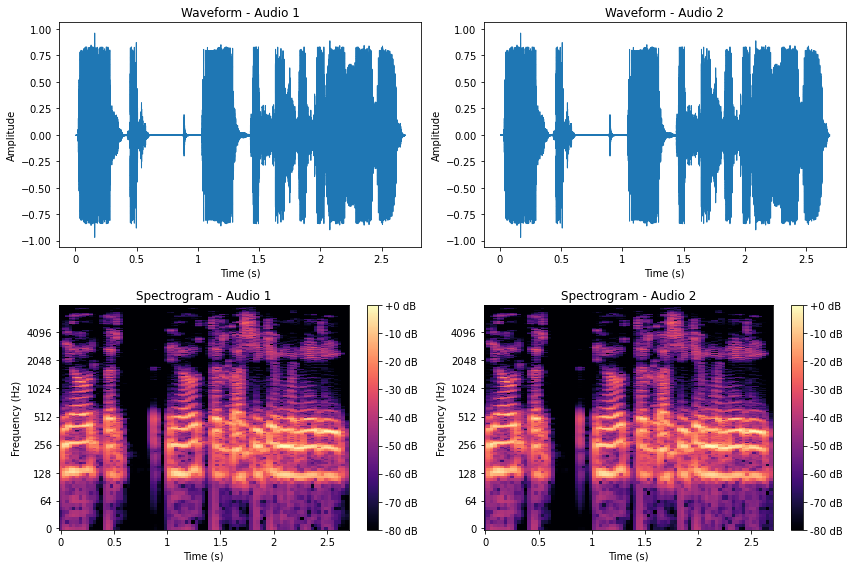 Waveform - Audio 1
1.00
0.75
0.50
0.25
0.00
−0.25
−0.50
−0.75
−1.00
Amplitude
0 0.5 1 1.5 2 2.5
Time (s)
Waveform - Audio 2
1.00
0.75
0.50
0.25
0.00
−0.25
−0.50
−0.75
−1.00
Amplitude
0 0.5 1 1.5 2 2.5
Time (s)
Spectrogram - Audio 1
4096
2048
1024
512
256
128
64
0
Frequency (Hz)
0 0.5 1 1.5 2 2.5
Time (s)
+0 dB
-10 dB
-20 dB
-30 dB
-40 dB
-50 dB
-60 dB
-70 dB
-80 dB
Spectrogram - Audio 2
4096
2048
1024
512
256
128
64
0
Frequency (Hz)
0 0.5 1 1.5 2 2.5
Time (s)
+0 dB
-10 dB
-20 dB
-30 dB
-40 dB
-50 dB
-60 dB
-70 dB
-80 dB